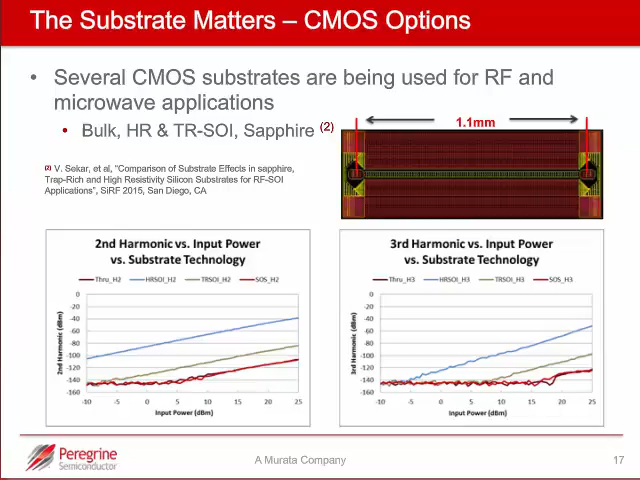 The Substrate Matters – CMOS Options
• Several CMOS substrates are being used for RF and
microwave applications
• Bulk, HR & TR-SOI, Sapphire (2)
1.1mm
(2) V. Sekar, et al, "Comparison of Substrate Effects in sapphire,
Trap-Rich and High Resistivity Silicon Substrates for RF-SOI
Applications", SiRF 2015, San Diego, CA
2nd Harmonic vs. Input Power
vs. Substrate Technology
Thru_H2 HRSOI_H2 TRSOI_H2 SOS_H2
2nd Harmonic (dBm)
0
-20
-40
-60
-80
-100
-120
-140
-160
-10 -5 0 5 10 15 20 25
Input Power (dBm)
3rd Harmonic vs. Input Power
vs. Substrate Technology
Thru_H3 HRSOI_H3 TRSOI_H3 SOS_H3
3rd Harmonic (dBm)
0
-20
-40
-60
-80
-100
-120
-140
-160
-10 -5 0 5 10 15 20 25
Input Power (dBm)
Peregrine
Semiconductor
A Murata Company
17